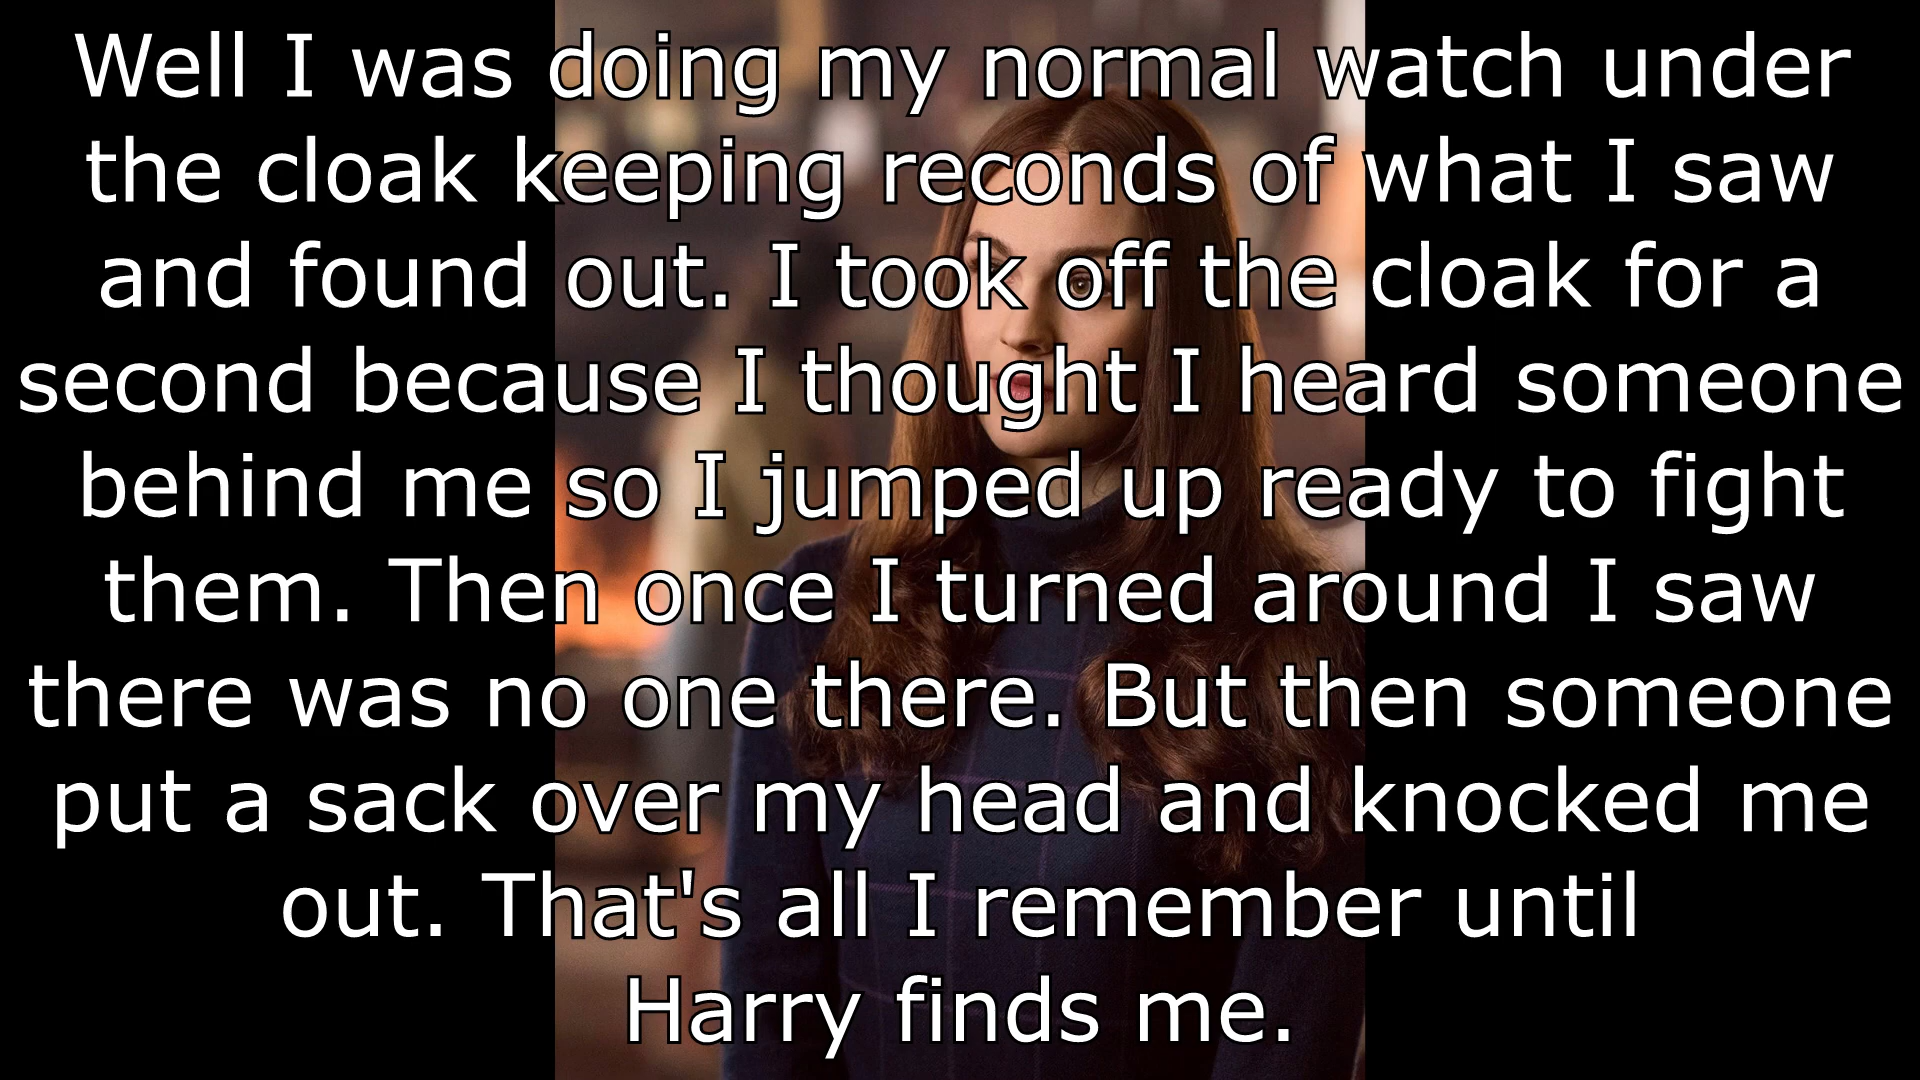 Well I was doing my normal watch under
the cloak keeping reconds of what I saw
and found out. I took off the cloak for a
second because I thought I heard someone
behind me so I jumped up ready to fight
them. Then once I turned around I saw
there was no one there. But then someone
put a sack over my head and knocked me
out. That's all I remember until
Harry finds me.